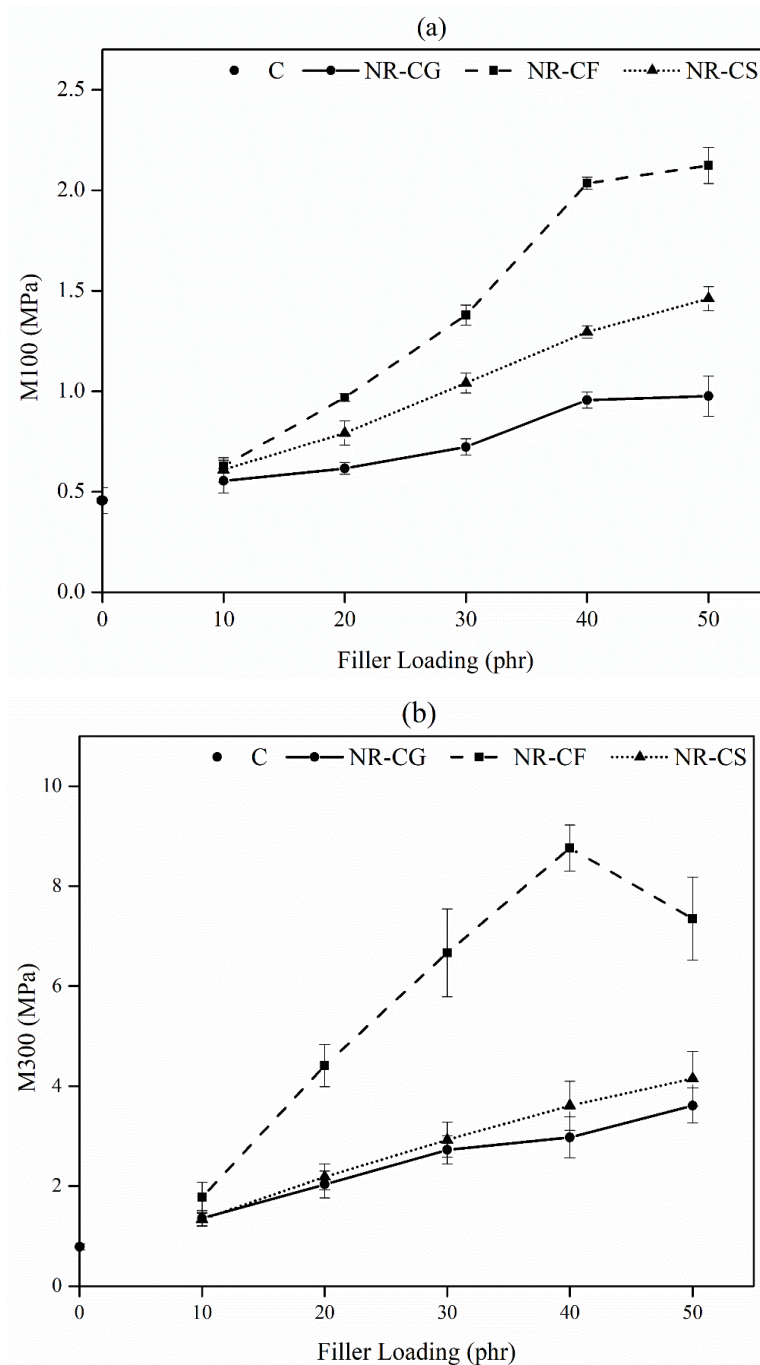 (a)
C NR-CG NR-CF NR-CS
2.5
2.0
1.5
1.0
0.5
0.0
M100 (MPa)
0 10 20 30 40 50
Filler Loading (phr)
(b)
C NR-CG NR-CF NR-CS
10
8
6
4
2
0
M300 (MPa)
0 10 20 30 40 50
Filler Loading (phr)